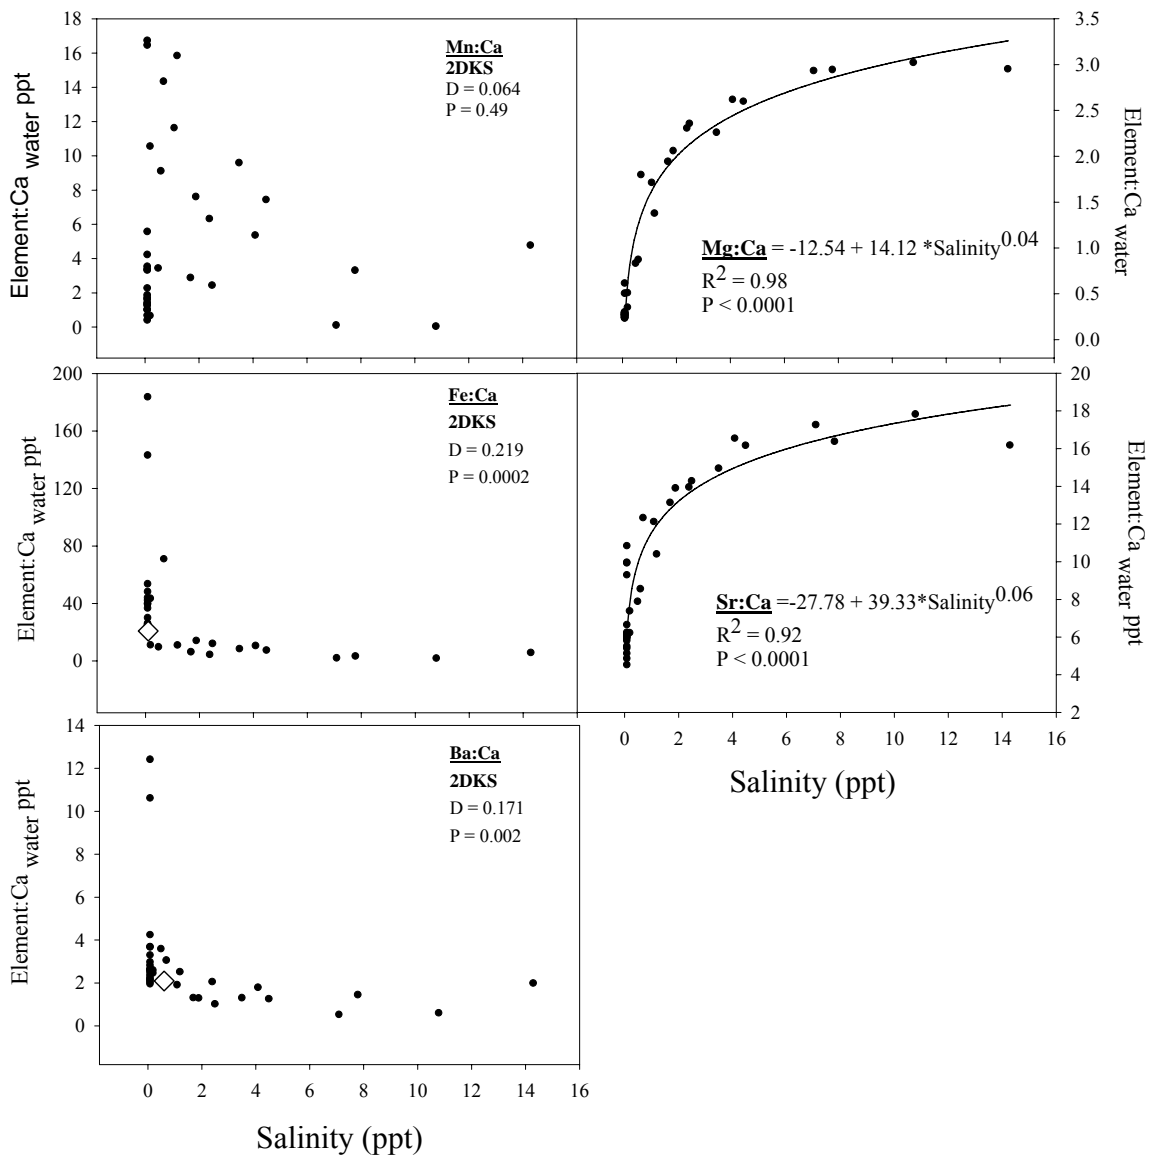 18
16
14
12
10
8
6
4
2
0
Element:Ca water ppt
Mn:Ca
2DKS
D = 0.064
P = 0.49
3.5
3.0
2.5
2.0
1.5
1.0
0.5
0.0
Element:Ca water
Mg:Ca = -12.54 + 14.12 *Salinity0.04
R2 = 0.98
P < 0.0001
200
160
120
80
40
0
Element:Ca water ppt
Fe:Ca
2DKS
D = 0.219
P = 0.0002
20
18
16
14
12
10
8
6
4
2
Element:Ca water ppt
Sr:Ca =-27.78 + 39.33*Salinity0.06
R2 = 0.92
P < 0.0001
0 2 4 6 8 10 12 14 16
Salinity (ppt)
14
12
10
8
6
4
2
0
Element:Ca water ppt
Ba:Ca
2DKS
D = 0.171
P = 0.002
0 2 4 6 8 10 12 14 16
Salinity (ppt)